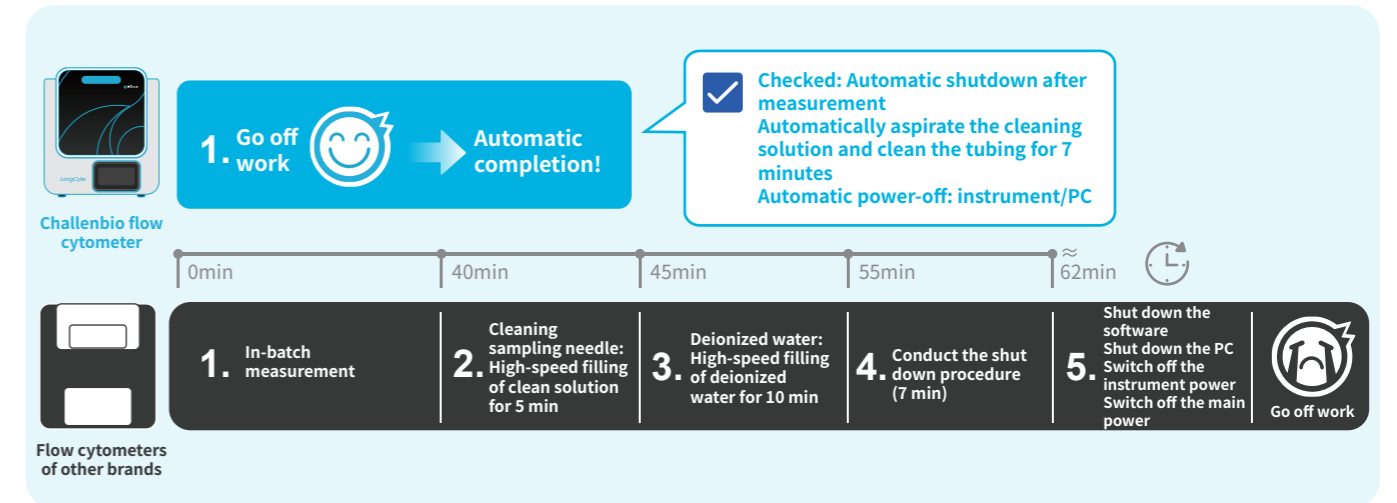 1. Go off
work
Automatic
completion!
Checked: Automatic shutdown after
measurement
Automatically aspirate the cleaning
solution and clean the tubing for 7
minutes
Automatic power-off: instrument/PC
LongCyte
Challenbio flow
cytometer
0min
40min
45min
55min
≈
62min
1. In-batch
measurement
2. Cleaning
sampling needle:
High-speed filling
of clean solution
for 5 min
3. Deionized water:
High-speed filling
of deionized
water for 10 min
4. Conduct the shut
down procedure
(7 min)
5. Shut down the
software
Shut down the PC
Switch off the
instrument power
Switch off the main
power
Go off work
Flow cytometers
of other brands